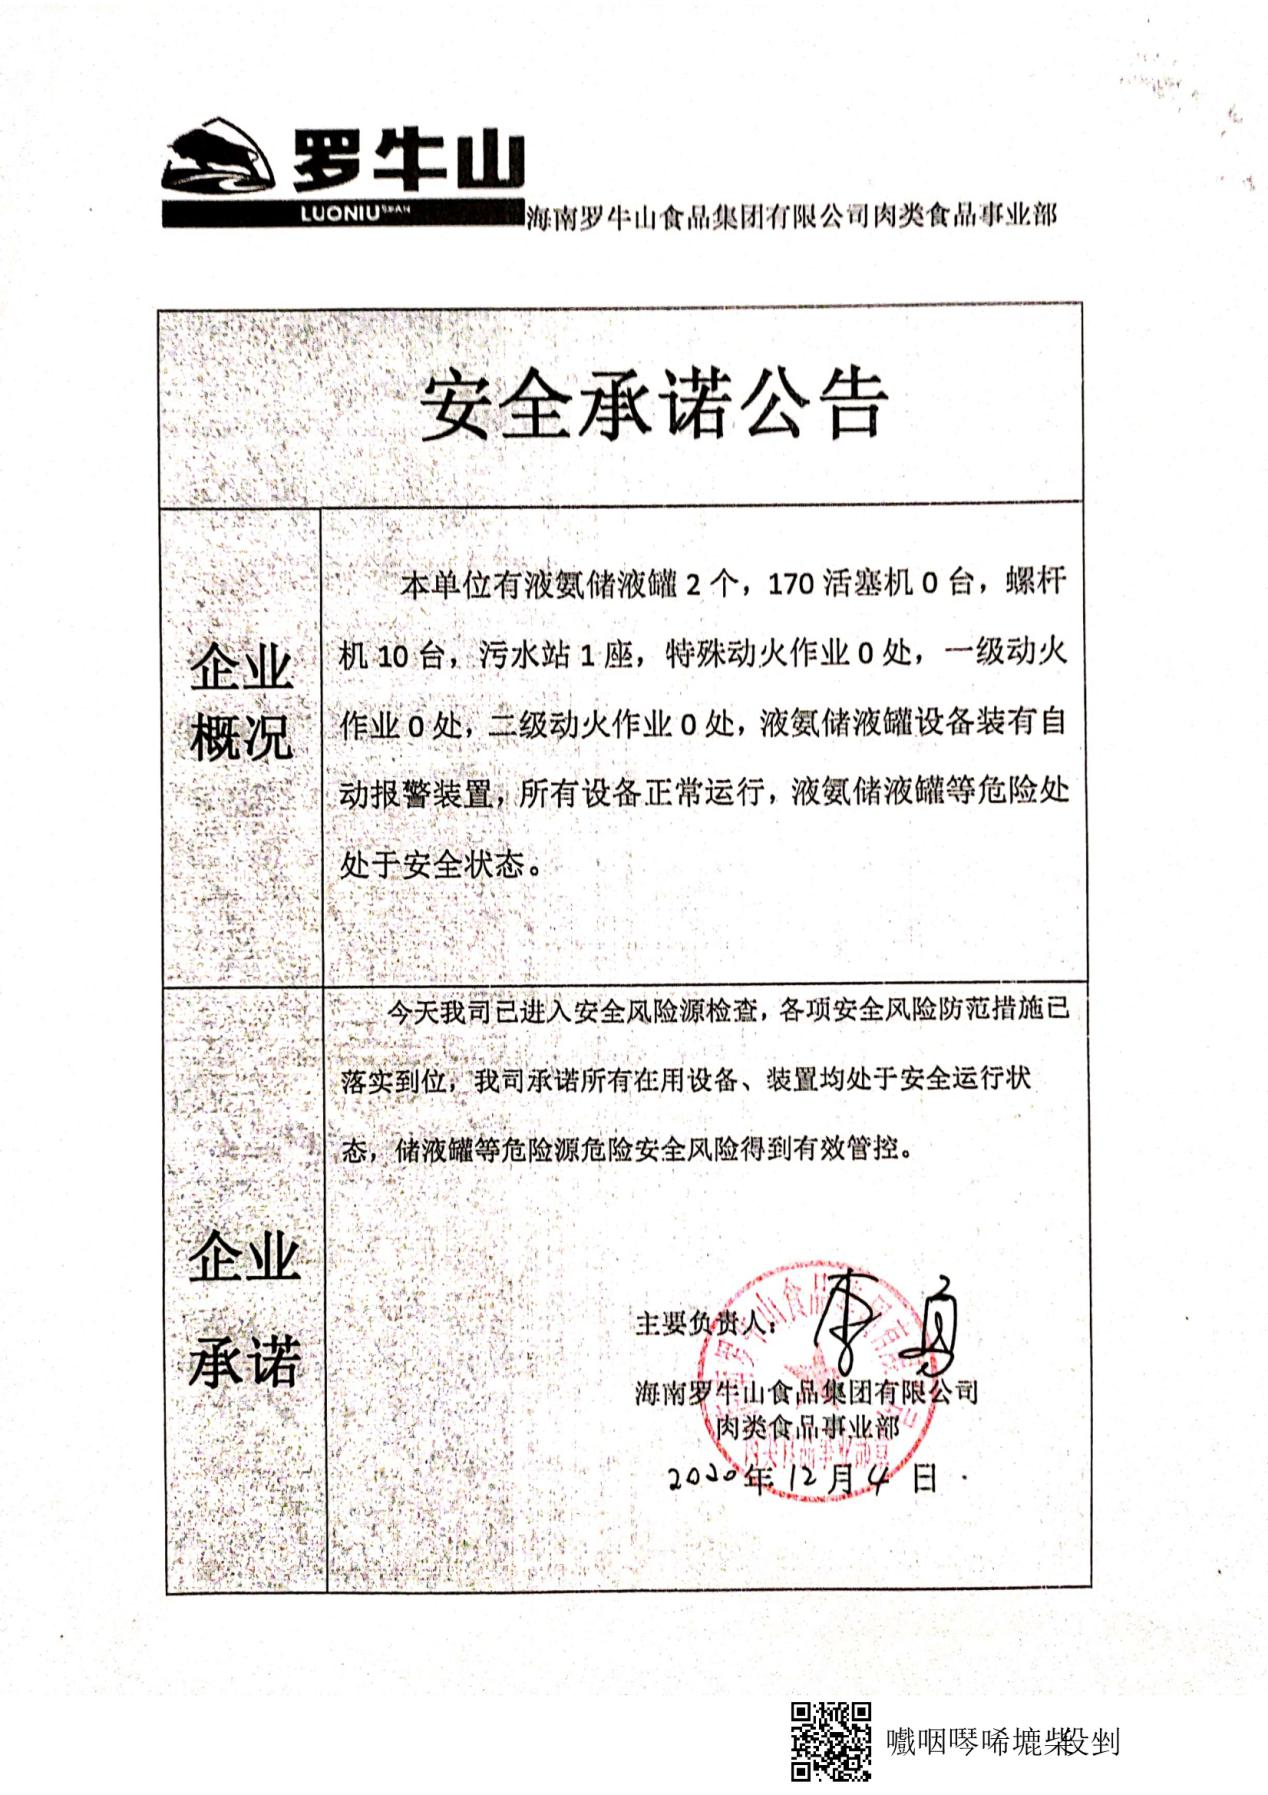 罗牛山
LUONIUSHAN
海南罗牛山食品集团有限公司肉类食品事业部
安全承诺公告
企业
概况
本单位有液氨储液罐2个，170活塞机0台，螺杆
机10台，污水站1座，特殊动火作业0处，一级动火
作业0处，二级动火作业0处，液氨储液罐设备装有自
动报警装置，所有设备正常运行，液氨储液罐等危险处
处于安全状态。
企业
承诺
今天我司已进入安全风险源检查，各项安全风险防范措施已
落实到位，我司承诺所有在用设备、装置均处于安全运行状
态，储液罐等危险源危险安全风险得到有效管控。
主要负责人：
海南罗牛山食品集团有限公司
肉类食品事业部
2020年12月4日